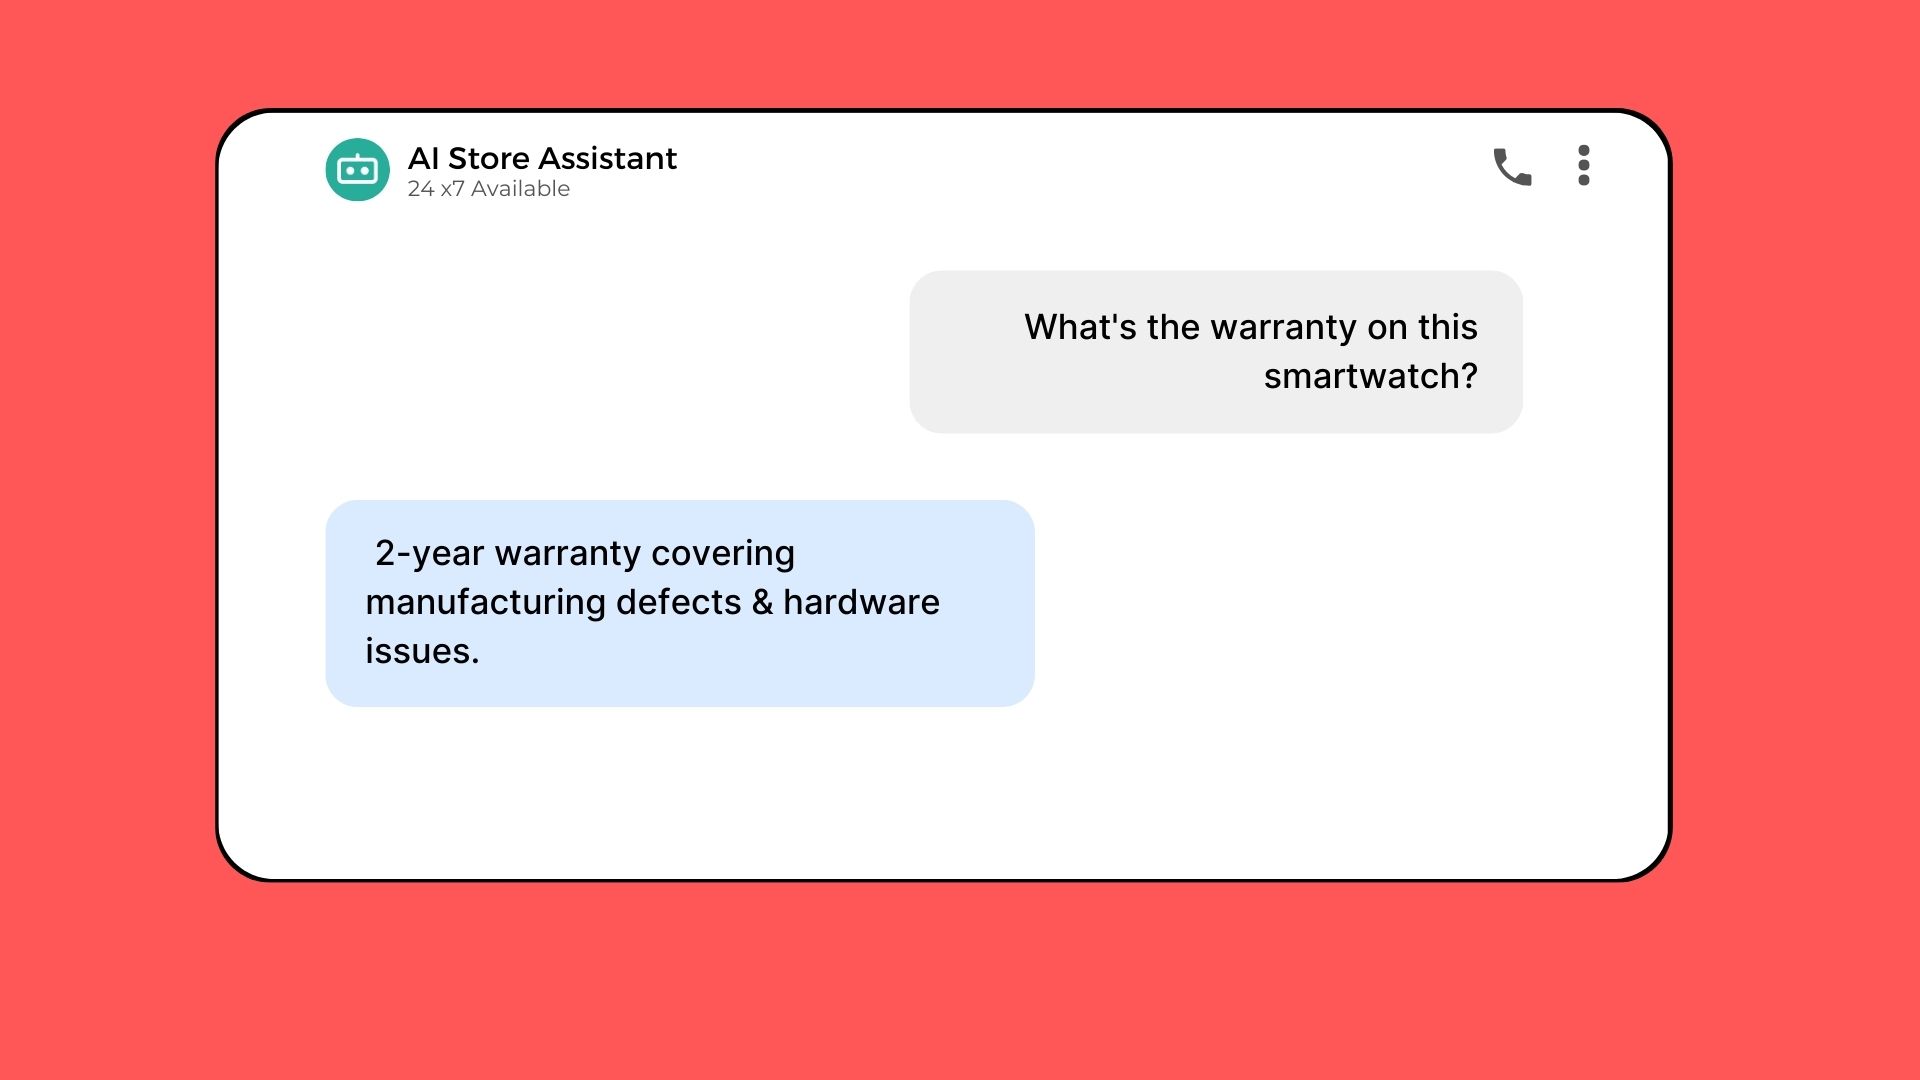 AI Store Assistant
24 x7 Available
What's the warranty on this
smartwatch?
2-year warranty covering
manufacturing defects & hardware
issues.